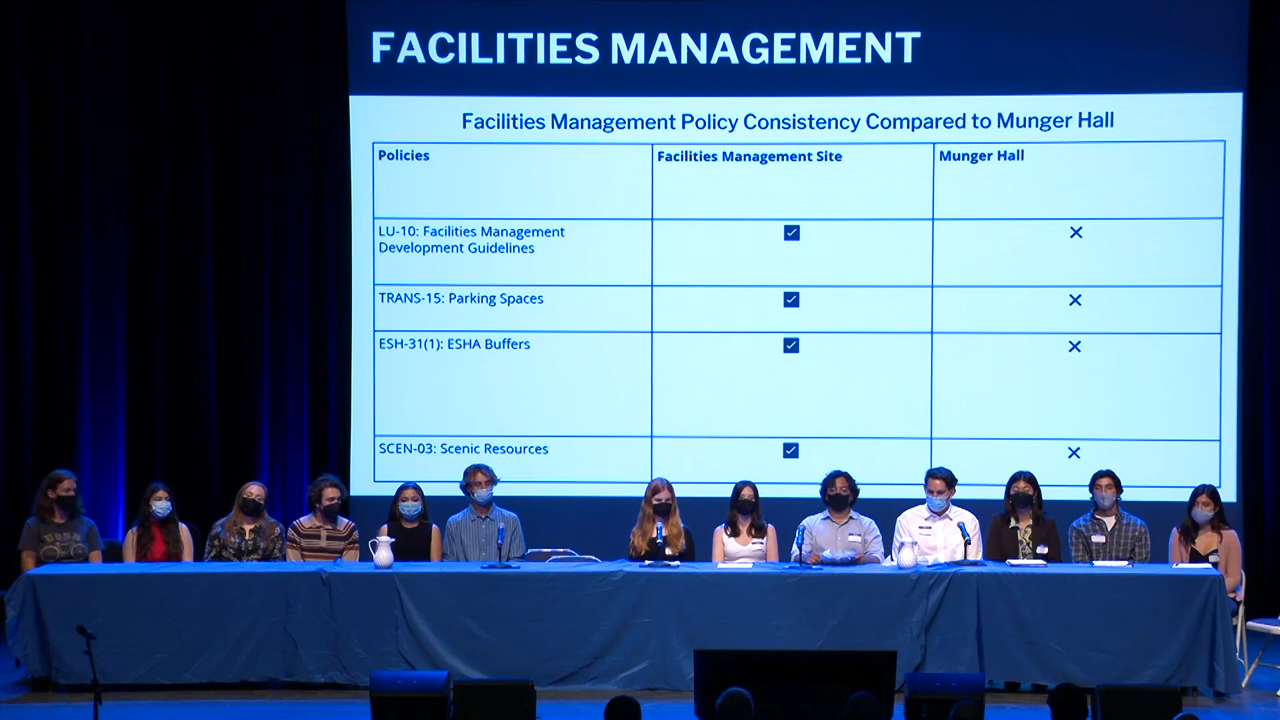 FACILITIES MANAGEMENT
Facilities Management Policy Consistency Compared to Munger Hall
Policies
Facilities Management Site
Munger Hall
LU-10: Facilities Management
Development Guidelines
TRANS-15: Parking Spaces
ESH-31(1): ESHA Buffers
SCEN-03: Scenic Resources
UCSB